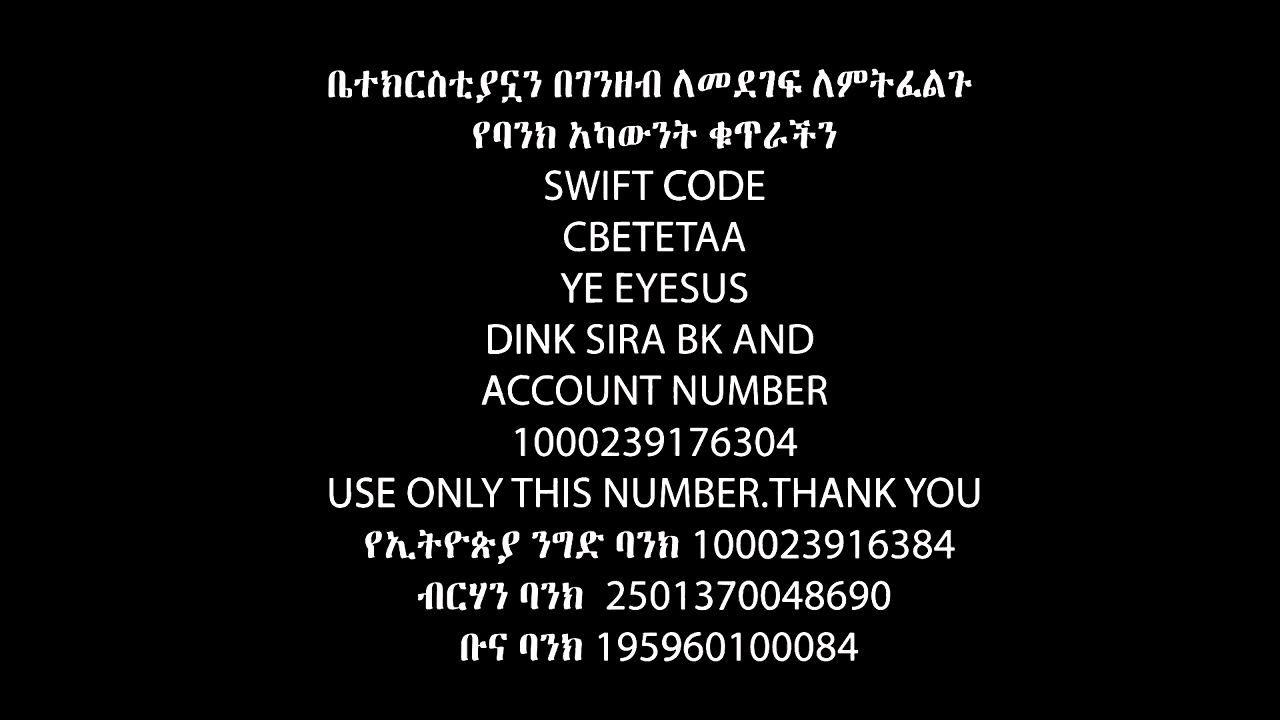 ቤተክርስቲያኗን በገንዘብ ለመደገፍ ለምትፈልጉ
የባንክ አካውንት ቁጥራችን
SWIFT CODE
CBETETAA
YE EYESUS
DINK SIRA BK AND
ACCOUNT NUMBER
1000239176304
USE ONLY THIS NUMBER.THANK YOU
የኢትዮጵያ ንግድ ባንክ 100023916384
ብርሃን ባንክ 2501370048690
ቡና ባንክ 195960100084